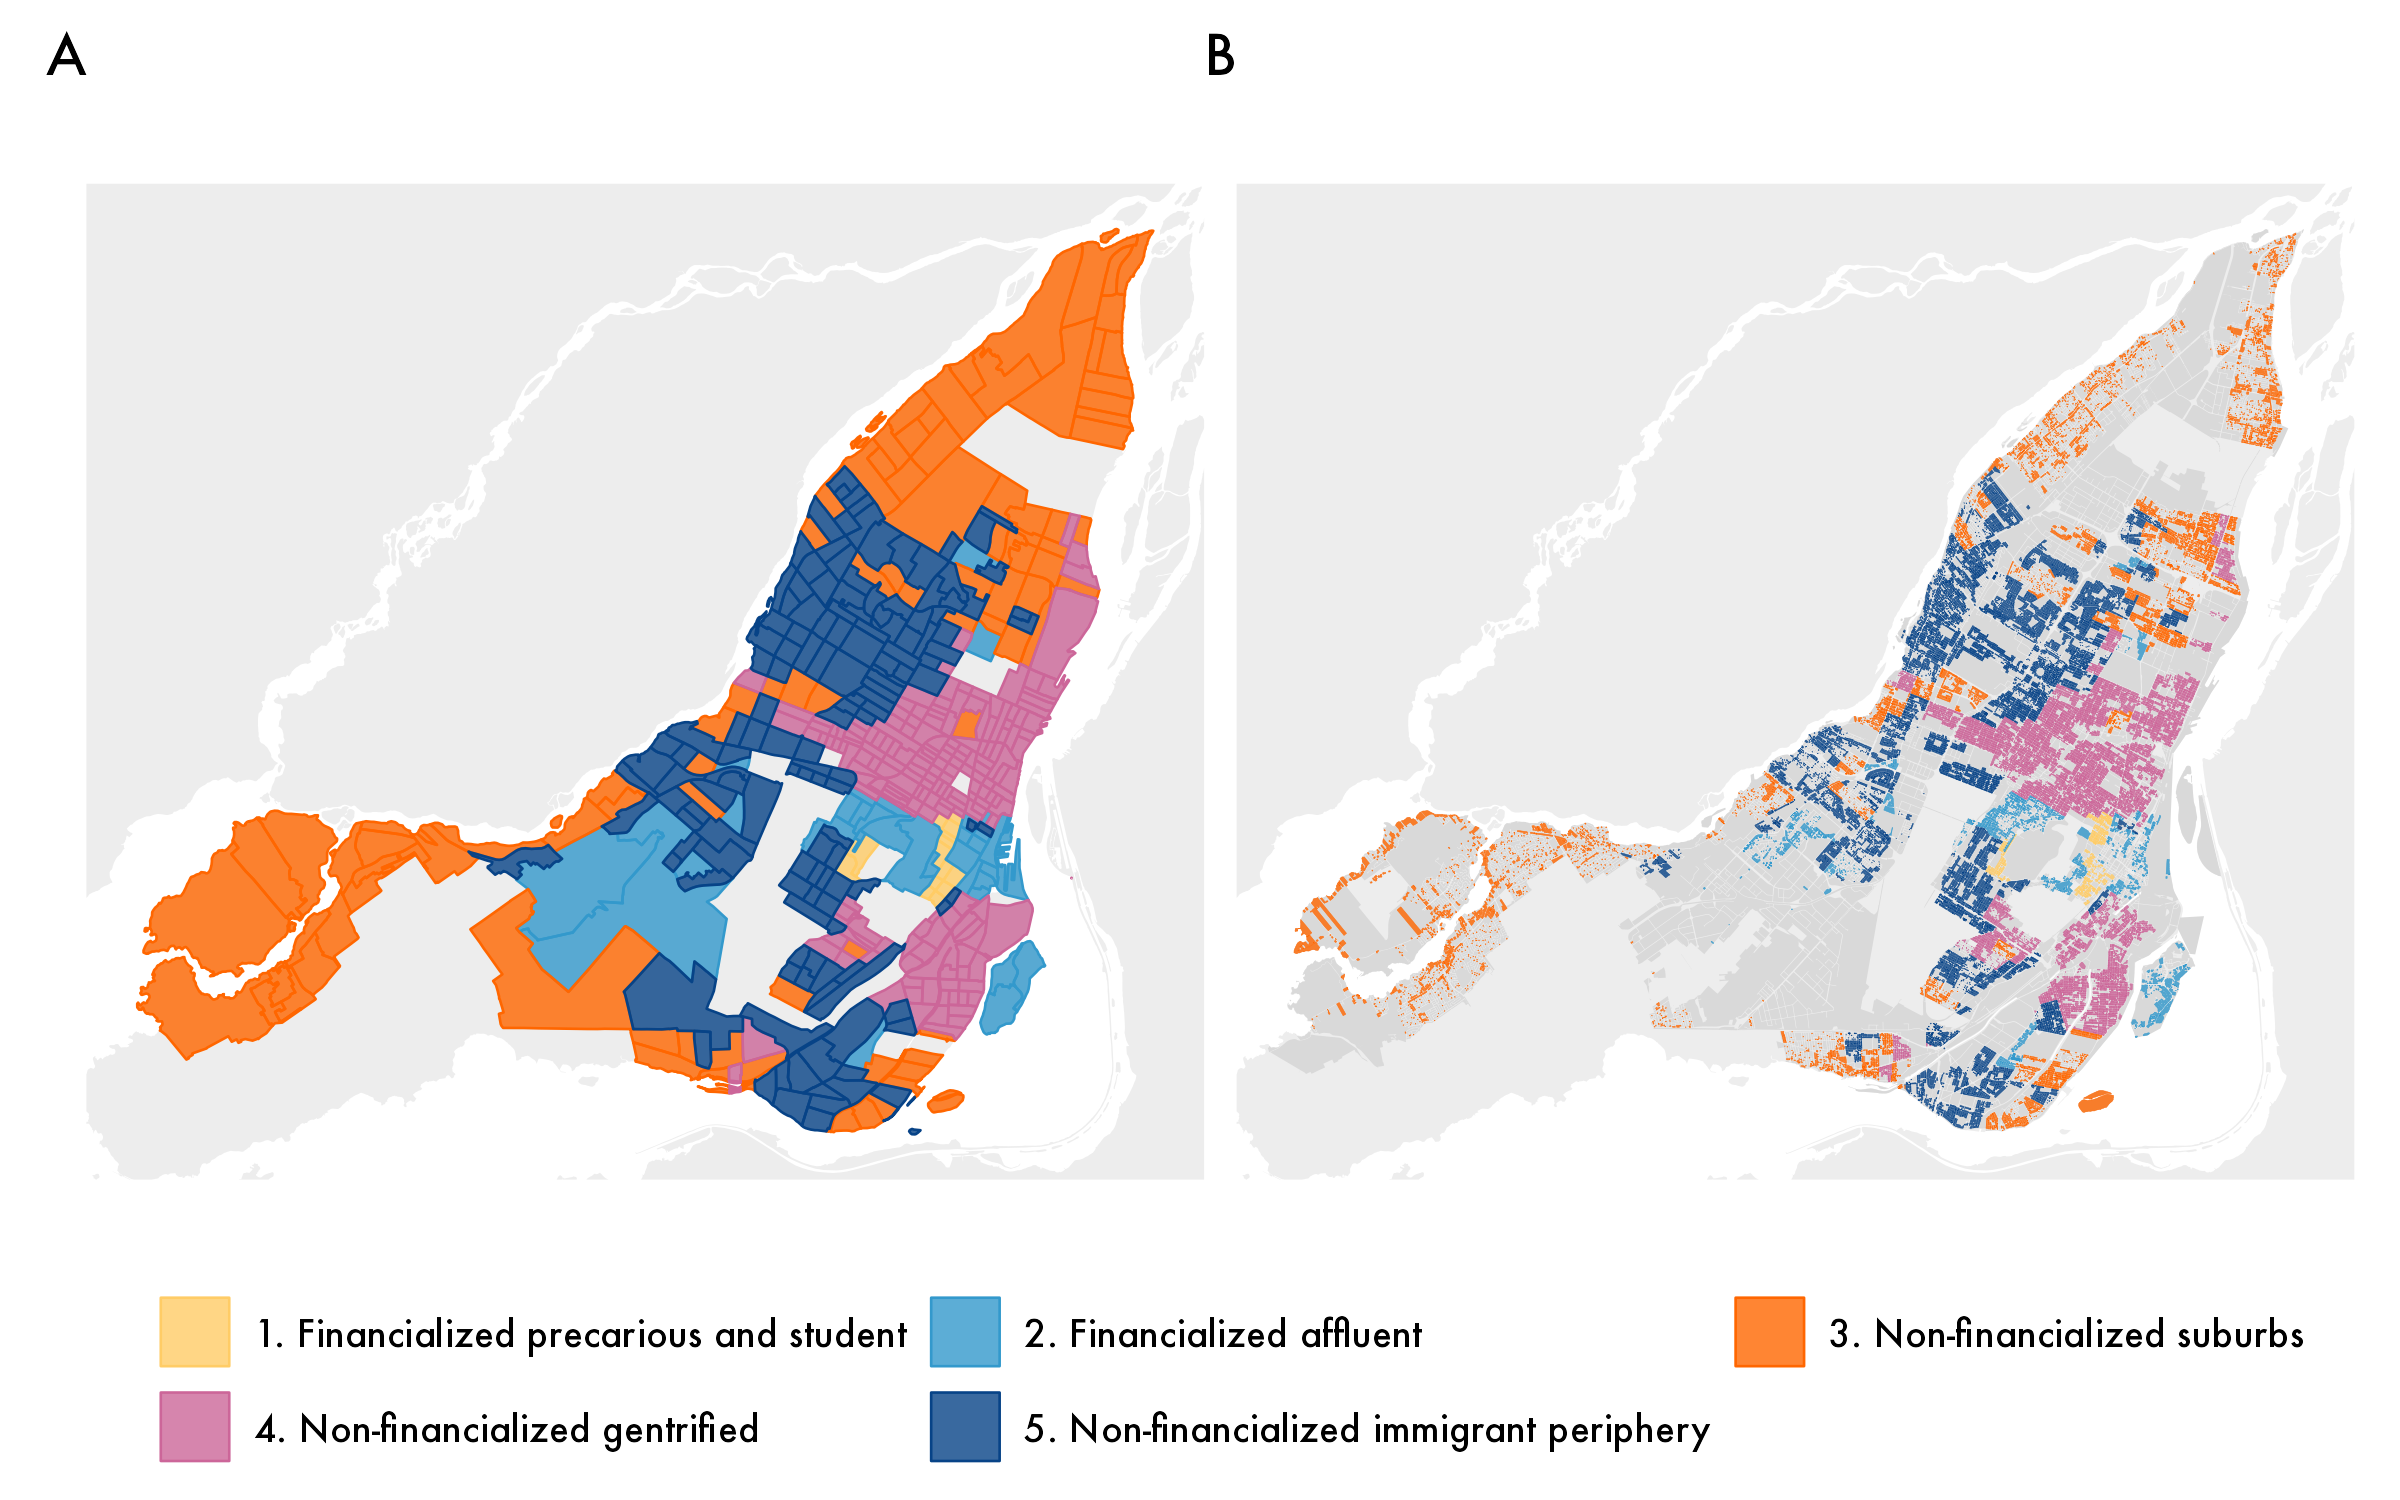 A
B
1. Financialized precarious and student
2. Financialized affluent
3. Non-financialized suburbs
4. Non-financialized gentrified
5. Non-financialized immigrant periphery